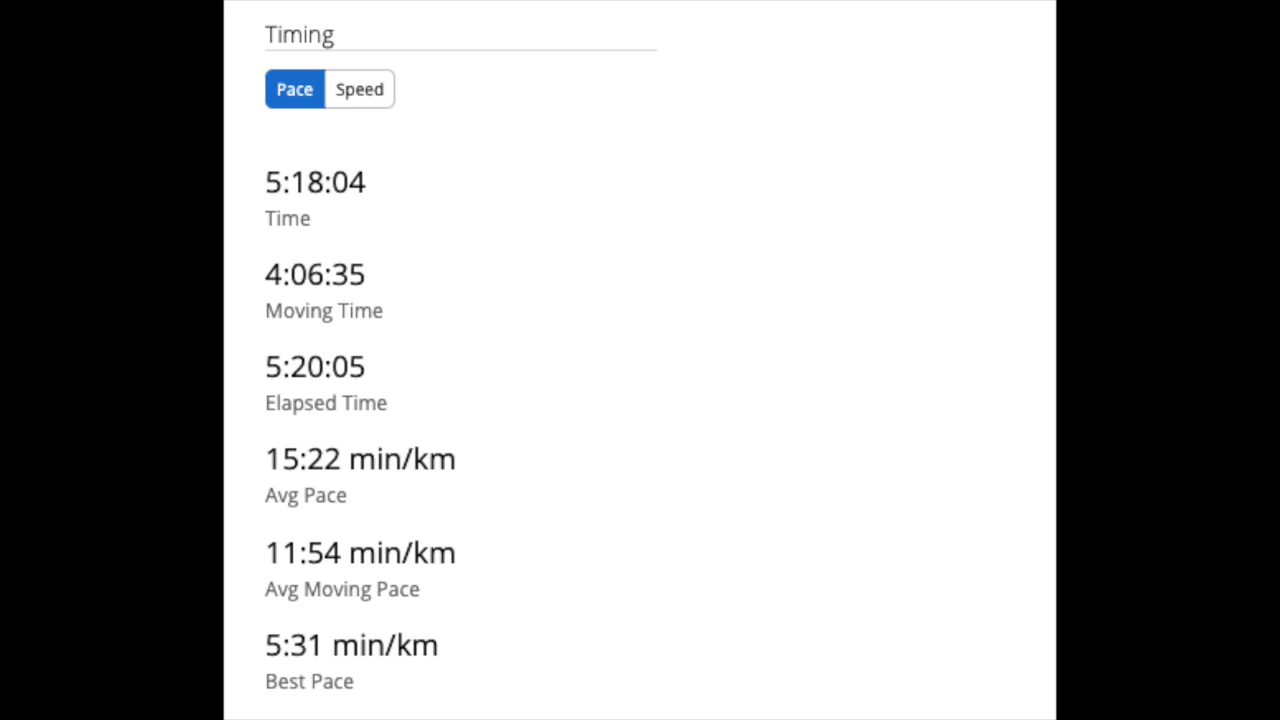 Timing
Pace Speed
5:18:04
Time
4:06:35
Moving Time
5:20:05
Elapsed Time
15:22 min/km
Avg Pace
11:54 min/km
Avg Moving Pace
5:31 min/km
Best Pace